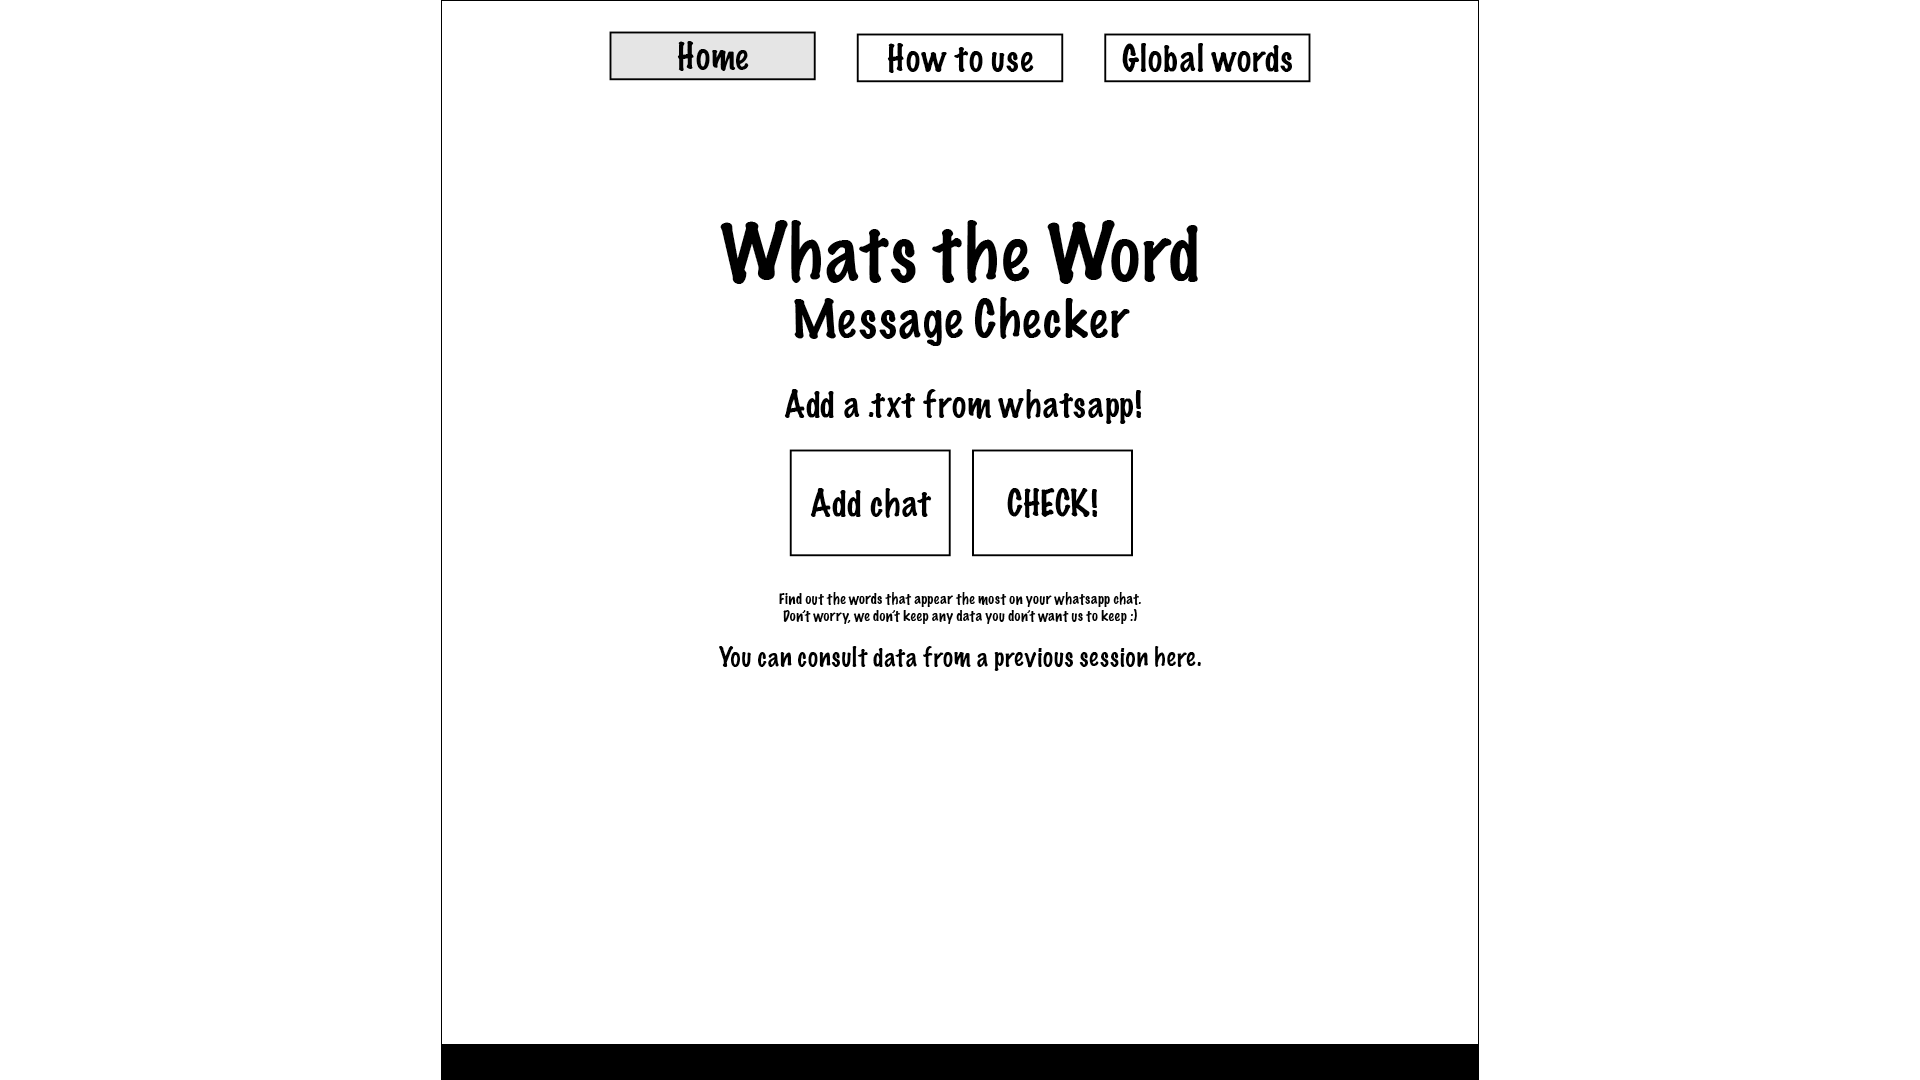 Home
How to use
Global words
Whats the Word
Message Checker
Add a .txt from whatsapp!
Add chat
CHECK!
Find out the words that appear the most on your whatsapp chat.
Don't worry, we don't keep any data you don't want us to keep :)
You can consult data from a previous session here.